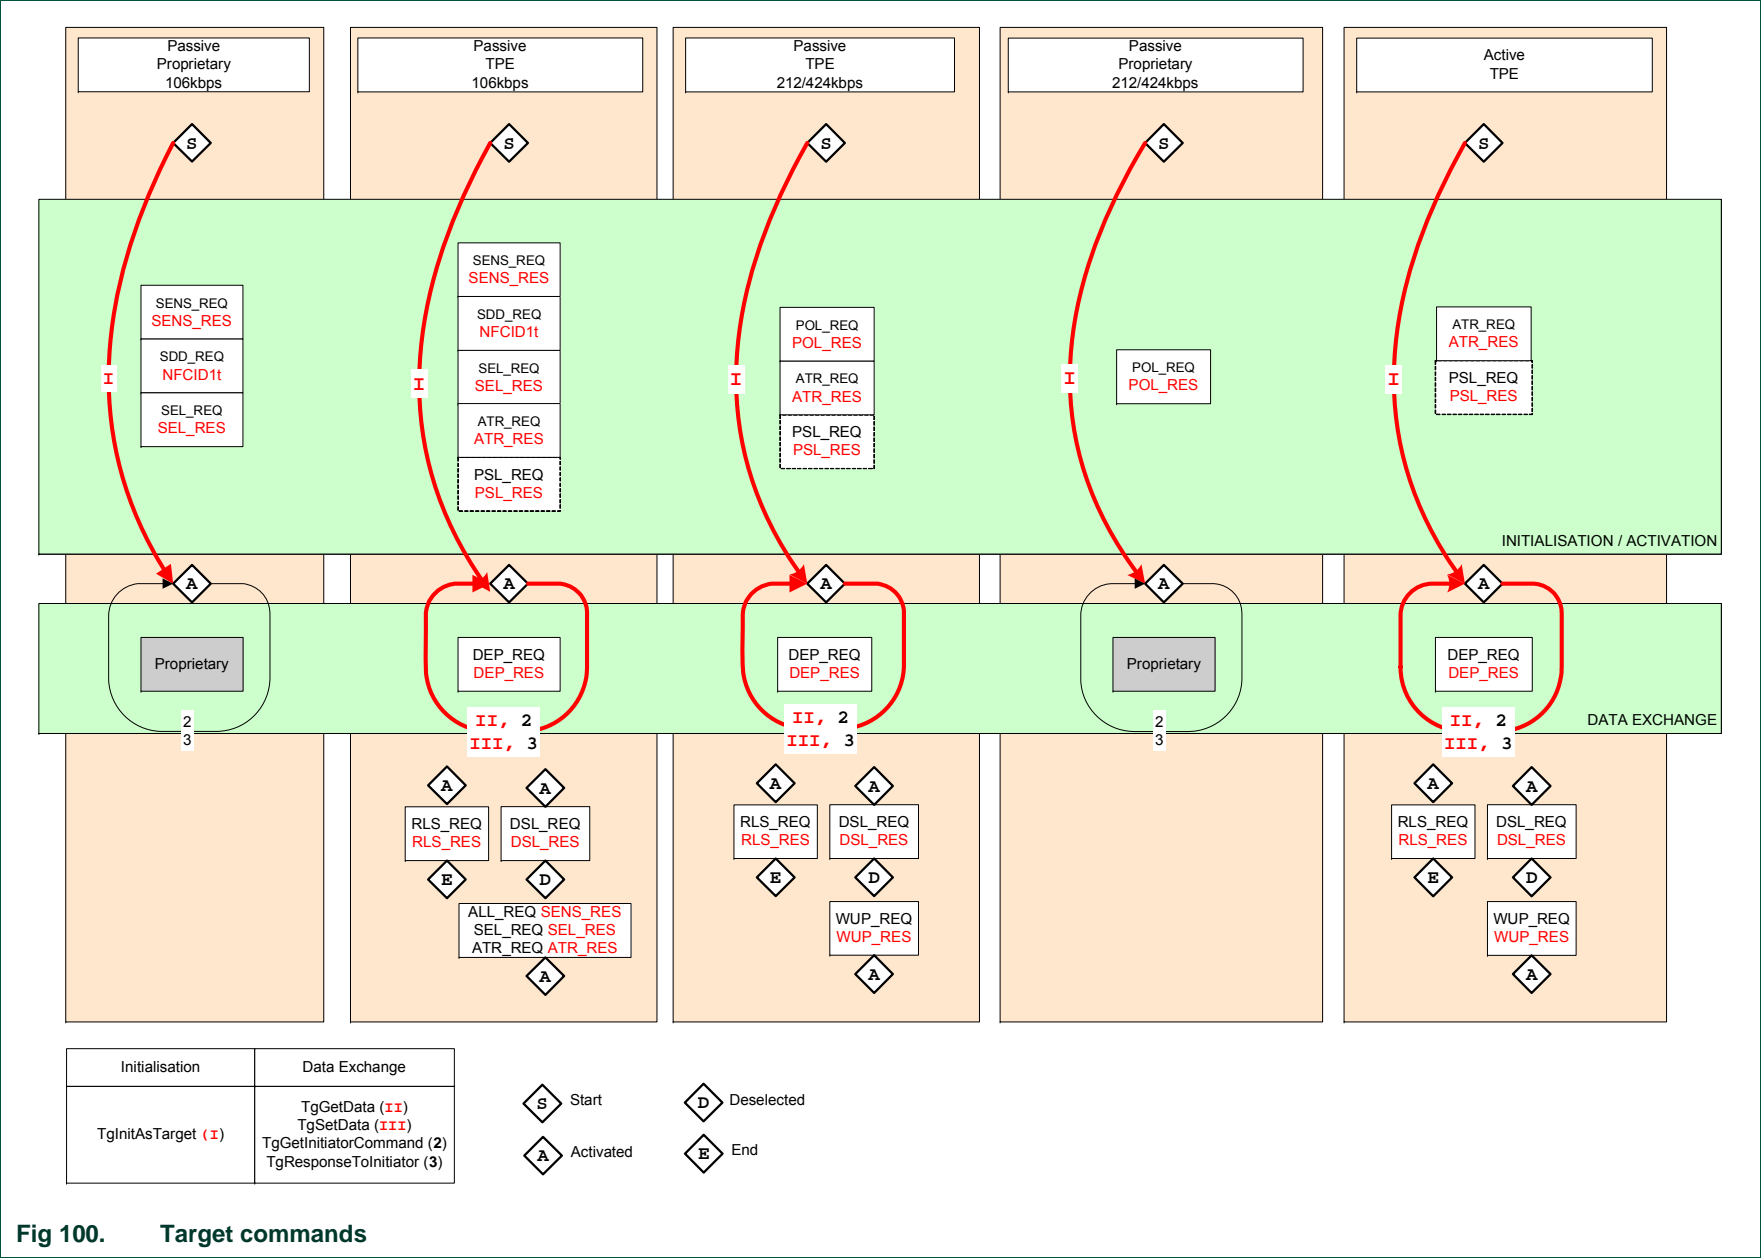 Passive
Proprietary
106kbps
Passive
TPE
106kbps
Passive
TPE
212/424kbps
Passive
Proprietary
212/424kbps
Active
TPE
S
S
S
S
S
SENS_REQ
SENS_RES
SDD_REQ
NFCID1t
SEL_REQ
SEL_RES
I
SENS_REQ
SENS_RES
SDD_REQ
NFCID1t
SEL_REQ
SEL_RES
ATR_REQ
ATR_RES
PSL_REQ
PSL_RES
I
POL_REQ
POL_RES
ATR_REQ
ATR_RES
PSL_REQ
PSL_RES
I
POL_REQ
POL_RES
I
ATR_REQ
ATR_RES
PSL_REQ
PSL_RES
I
INITIALISATION / ACTIVATION
A
A
A
A
A
Proprietary
2
3
DEP_REQ
DEP_RES
II, 2
III, 3
DEP_REQ
DEP_RES
II, 2
III, 3
Proprietary
2
3
DEP_REQ
DEP_RES
II, 2
III, 3
DATA EXCHANGE
A
RLS_REQ
RLS_RES
E
A
DSL_REQ
DSL_RES
D
ALL_REQ SENS_RES
SEL_REQ SEL_RES
ATR_REQ ATR_RES
A
A
RLS_REQ
RLS_RES
E
A
DSL_REQ
DSL_RES
D
WUP_REQ
WUP_RES
A
A
RLS_REQ
RLS_RES
E
A
DSL_REQ
DSL_RES
D
WUP_REQ
WUP_RES
A
Initialisation
Data Exchange
TgInitAsTarget (I)
TgGetData (II)
TgSetData (III)
TgGetInitiatorCommand (2)
TgResponseToInitiator (3)
S Start
D Deselected
A Activated
E End
Fig 100. Target commands